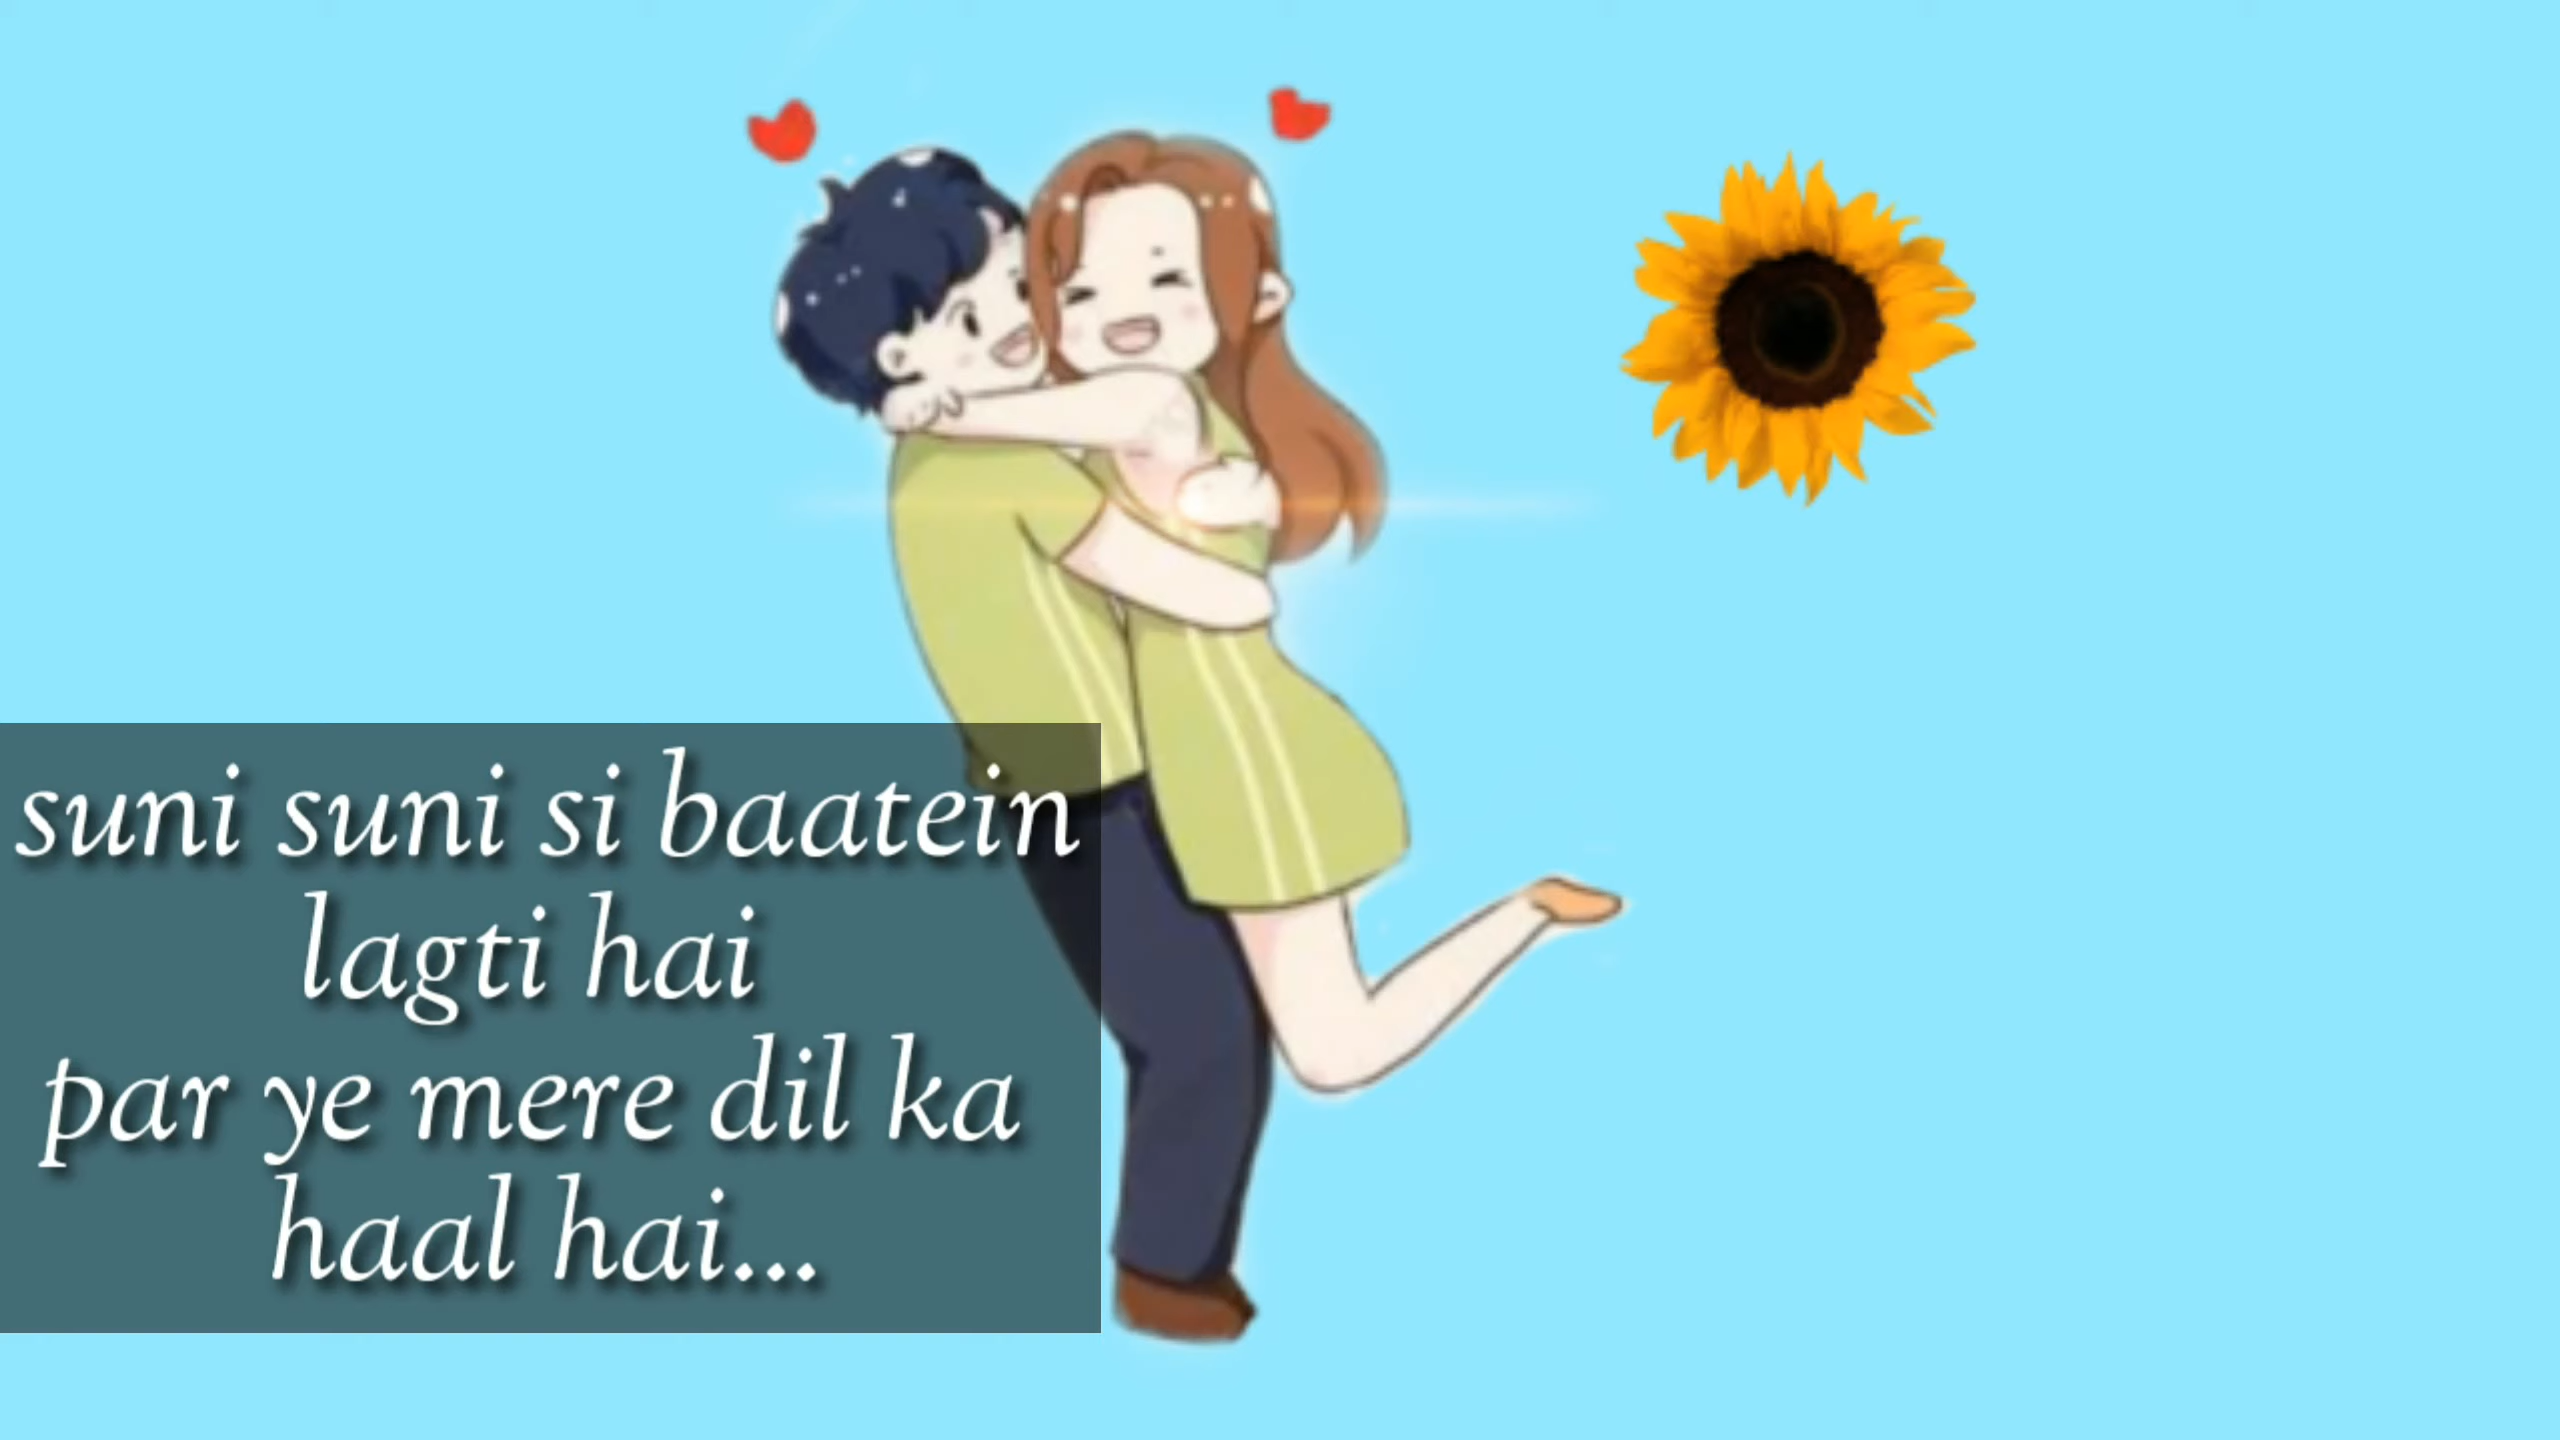 suni suni si baatein
lagti hai
par ye mere dil ka
haal hai...